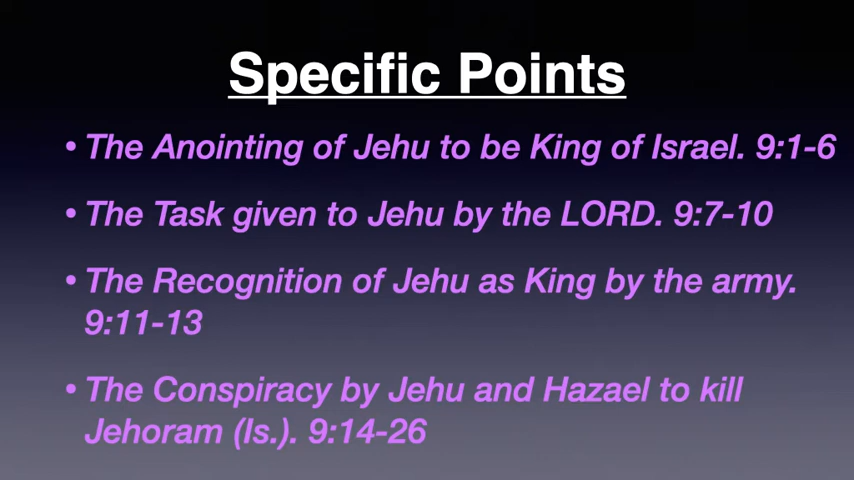 Specific Points
• The Anointing of Jehu to be King of Israel. 9:1-6
• The Task given to Jehu by the LORD. 9:7-10
• The Recognition of Jehu as King by the army.
9:11-13
• The Conspiracy by Jehu and Hazael to kill
Jehoram (Is.). 9:14-26